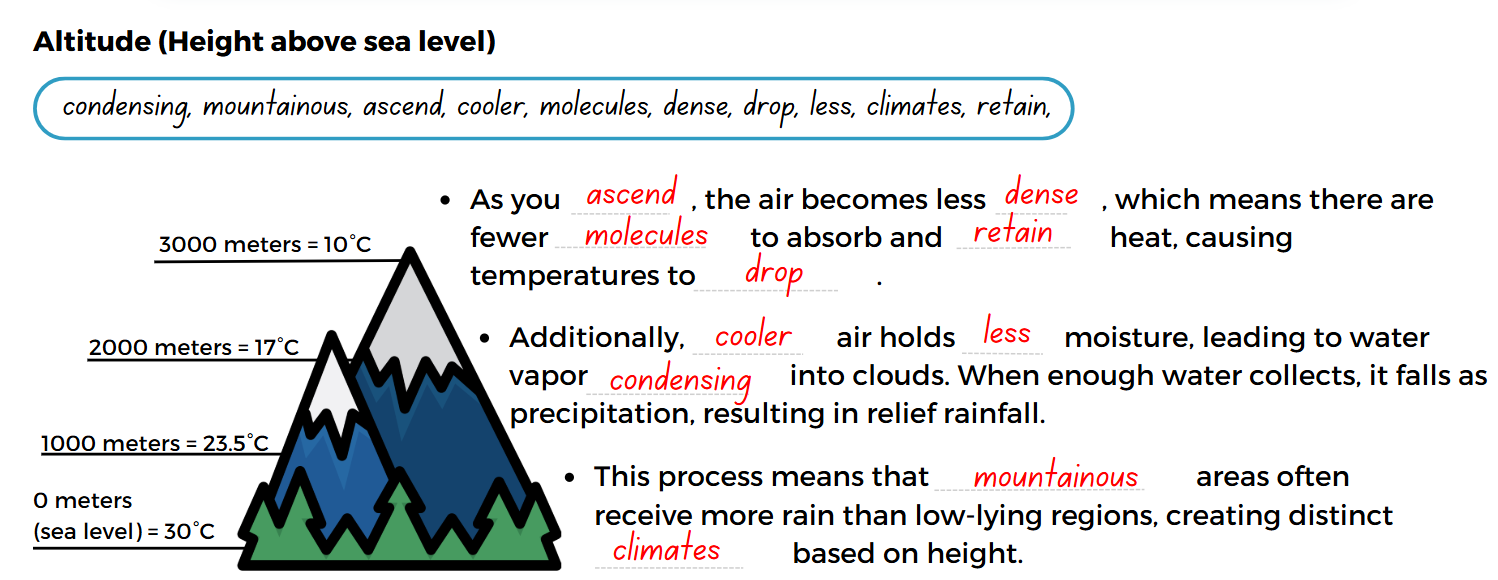 Altitude (Height above sea level)
condensing, mountainous, ascend, cooler, molecules, dense, drop, less, climates, retain,
As you ascend , the air becomes less dense , which means there are
fewer molecules to absorb and retain heat, causing
temperatures to drop .
3000 meters = 10°C
Additionally, cooler air holds less moisture, leading to water
vapor condensing into clouds. When enough water collects, it falls as
precipitation, resulting in relief rainfall.
2000 meters = 17°C
1000 meters = 23.5°C
This process means that mountainous areas often
receive more rain than low-lying regions, creating distinct
climates based on height.
0 meters
(sea level) = 30°C